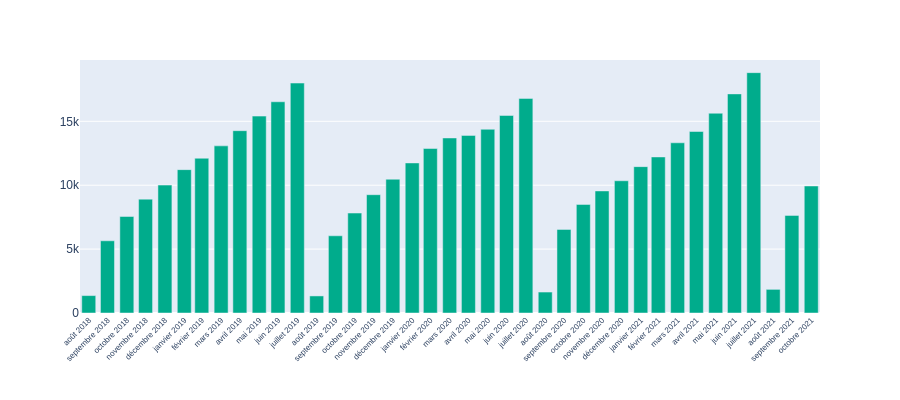 15k
10k
5k
0
août 2018
septembre 2018
octobre 2018
novembre 2018
décembre 2018
janvier 2019
février 2019
mars 2019
avril 2019
mai 2019
juin 2019
juillet 2019
août 2019
septembre 2019
octobre 2019
novembre 2019
décembre 2019
janvier 2020
février 2020
mars 2020
avril 2020
mai 2020
juin 2020
juillet 2020
août 2020
septembre 2020
octobre 2020
novembre 2020
décembre 2020
janvier 2021
février 2021
mars 2021
avril 2021
mai 2021
juin 2021
juillet 2021
août 2021
septembre 2021
octobre 2021